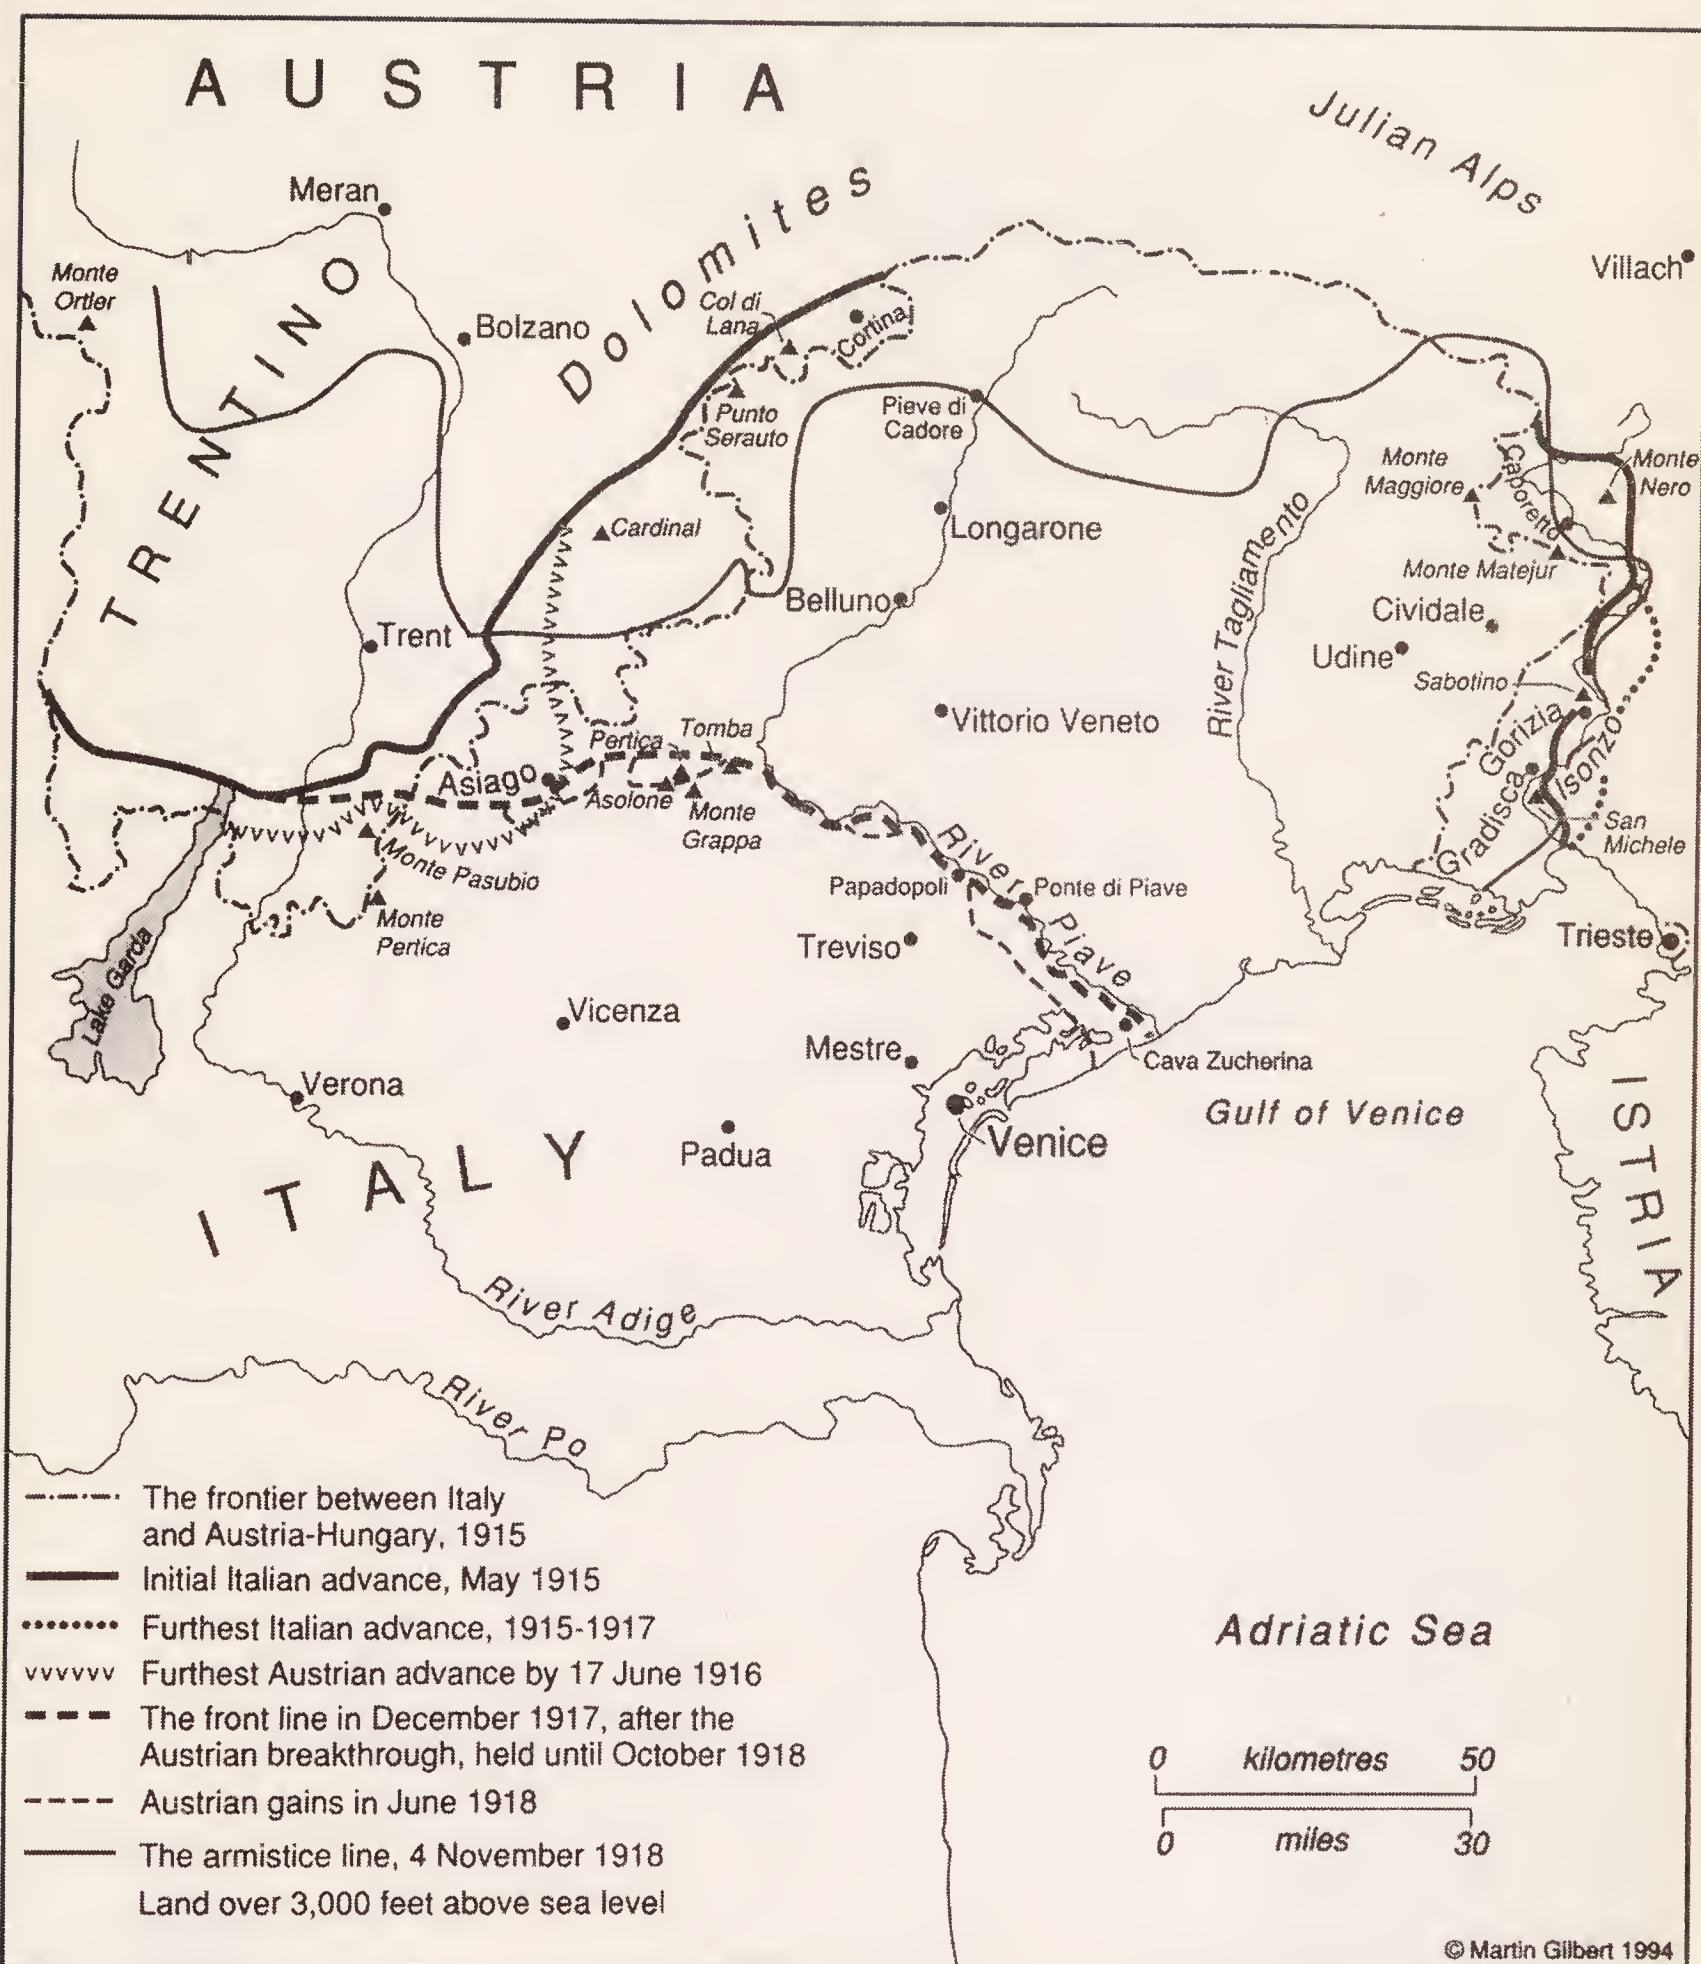 AUSTRIA
Julian Alps
Meran
Dolomites
Villach
Monte
Ortler
TRENTINO
Bolzano
Col di
Lana
Cortina
Punto
Serauto
Pieve di
Cadore
Monte
Maggiore
Caporetto
Monte
Nero
Cardinal
Longarone
Monte Matejur
River Tagliamento
Belluno
Cividale
Trent
Udine
Sabotino
Vittorio Veneto
Tomba
Pertica
Gorizia
Isonzo
Asiago
Asolone
Monte
Grappa
Gradisca
San
Michele
Monte Pasubio
River Piave
Papadopoli
Ponte di Piave
Monte
Pertica
Treviso
Trieste
Lake Garda
Vicenza
Mestre
Cava Zucherina
Verona
Gulf of Venice
ISTRIA
Padua
Venice
ITALY
River Adige
River Po
The frontier between Italy
and Austria-Hungary, 1915
Initial Italian advance, May 1915
Furthest Italian advance, 1915-1917
Furthest Austrian advance by 17 June 1916
The front line in December 1917, after the
Austrian breakthrough, held until October 1918
Austrian gains in June 1918
The armistice line, 4 November 1918
Land over 3,000 feet above sea level
Adriatic Sea
0 kilometres 50
0 miles 30
© Martin Gilbert 1994